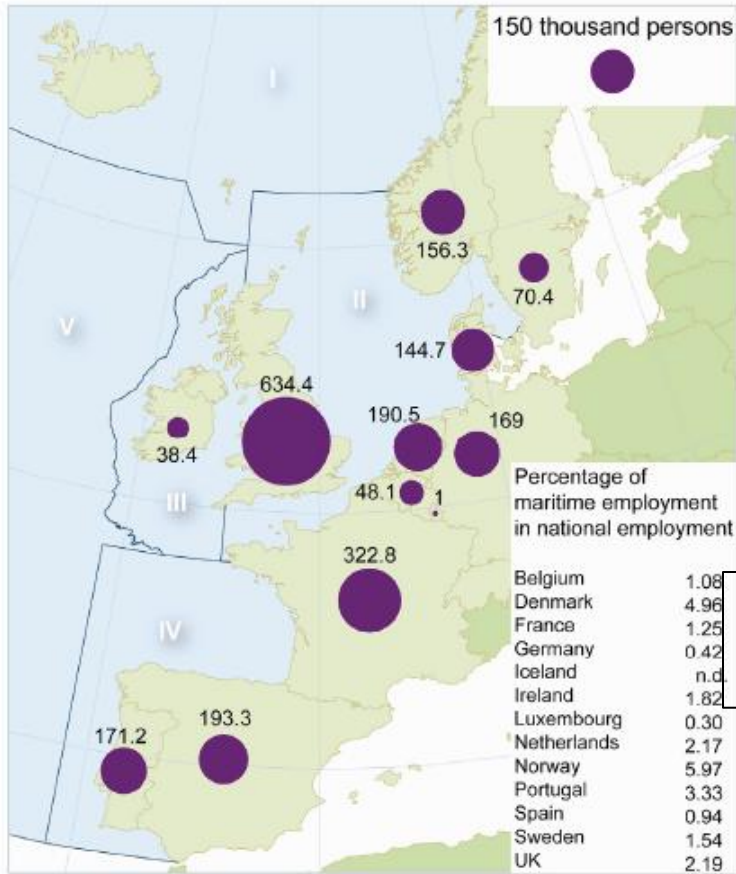 150 thousand persons
I
156.3
70.4
II
V
144.7
634.4
190.5
169
38.4
48.1
1
III
322.8
IV
171.2
193.3
Percentage of
maritime employment
in national employment
Belgium 1.08
Denmark 4.96
France 1.25
Germany 0.42
Iceland n.d.
Ireland 1.82
Luxembourg 0.30
Netherlands 2.17
Norway 5.97
Portugal 3.33
Spain 0.94
Sweden 1.54
UK 2.19